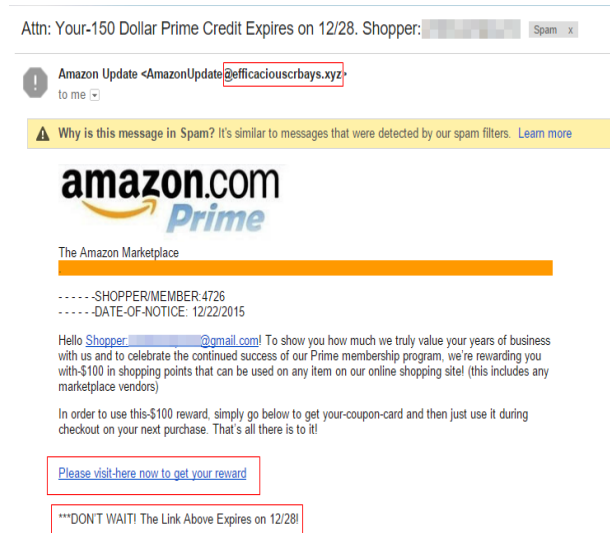 Attn: Your-150 Dollar Prime Credit Expires on 12/28. Shopper: Spam x
Amazon Update <AmazonUpdate@efficaciouscrbays.xyz>
to me
Why is this message in Spam? It's similar to messages that were detected by our spam filters. Learn more
amazon.com
Prime
The Amazon Marketplace
- - - - - -SHOPPER/MEMBER:4726
- - - - - -DATE-OF-NOTICE: 12/22/2015
Hello Shopper: @gmail.com! To show you how much we truly value your years of business
with us and to celebrate the continued success of our Prime membership program, we're rewarding you
with-$100 in shopping points that can be used on any item on our online shopping site! (this includes any
marketplace vendors)
In order to use this-$100 reward, simply go below to get your-coupon-card and then just use it during
checkout on your next purchase. That's all there is to it!
Please visit-here now to get your reward
***DON'T WAIT! The Link Above Expires on 12/28!